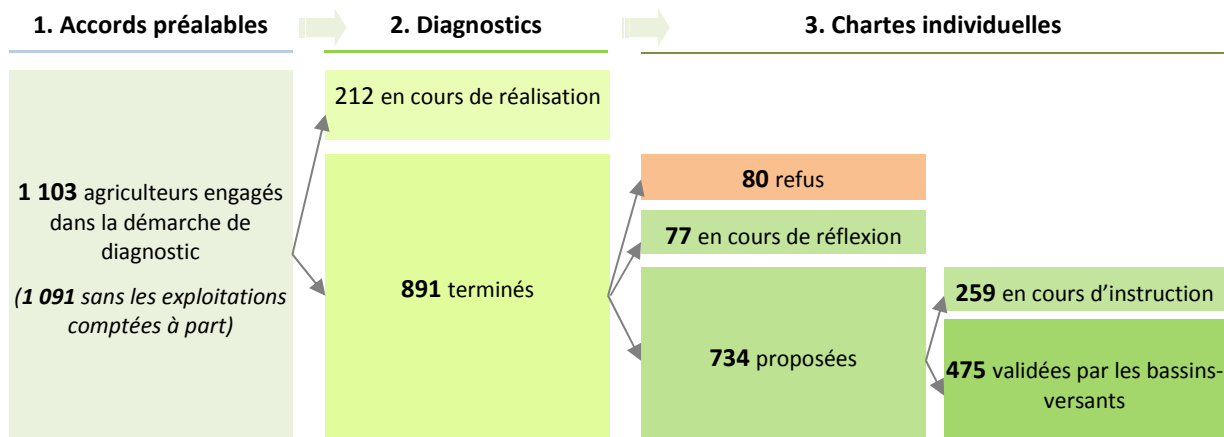 1. Accords préalables
2. Diagnostics
3. Chartes individuelles
1 103 agriculteurs engagés
dans la démarche de
diagnostic
(1 091 sans les exploitations
comptées à part)
212 en cours de réalisation
891 terminés
80 refus
77 en cours de réflexion
734 proposées
259 en cours d'instruction
475 validées par les bassins-
versants